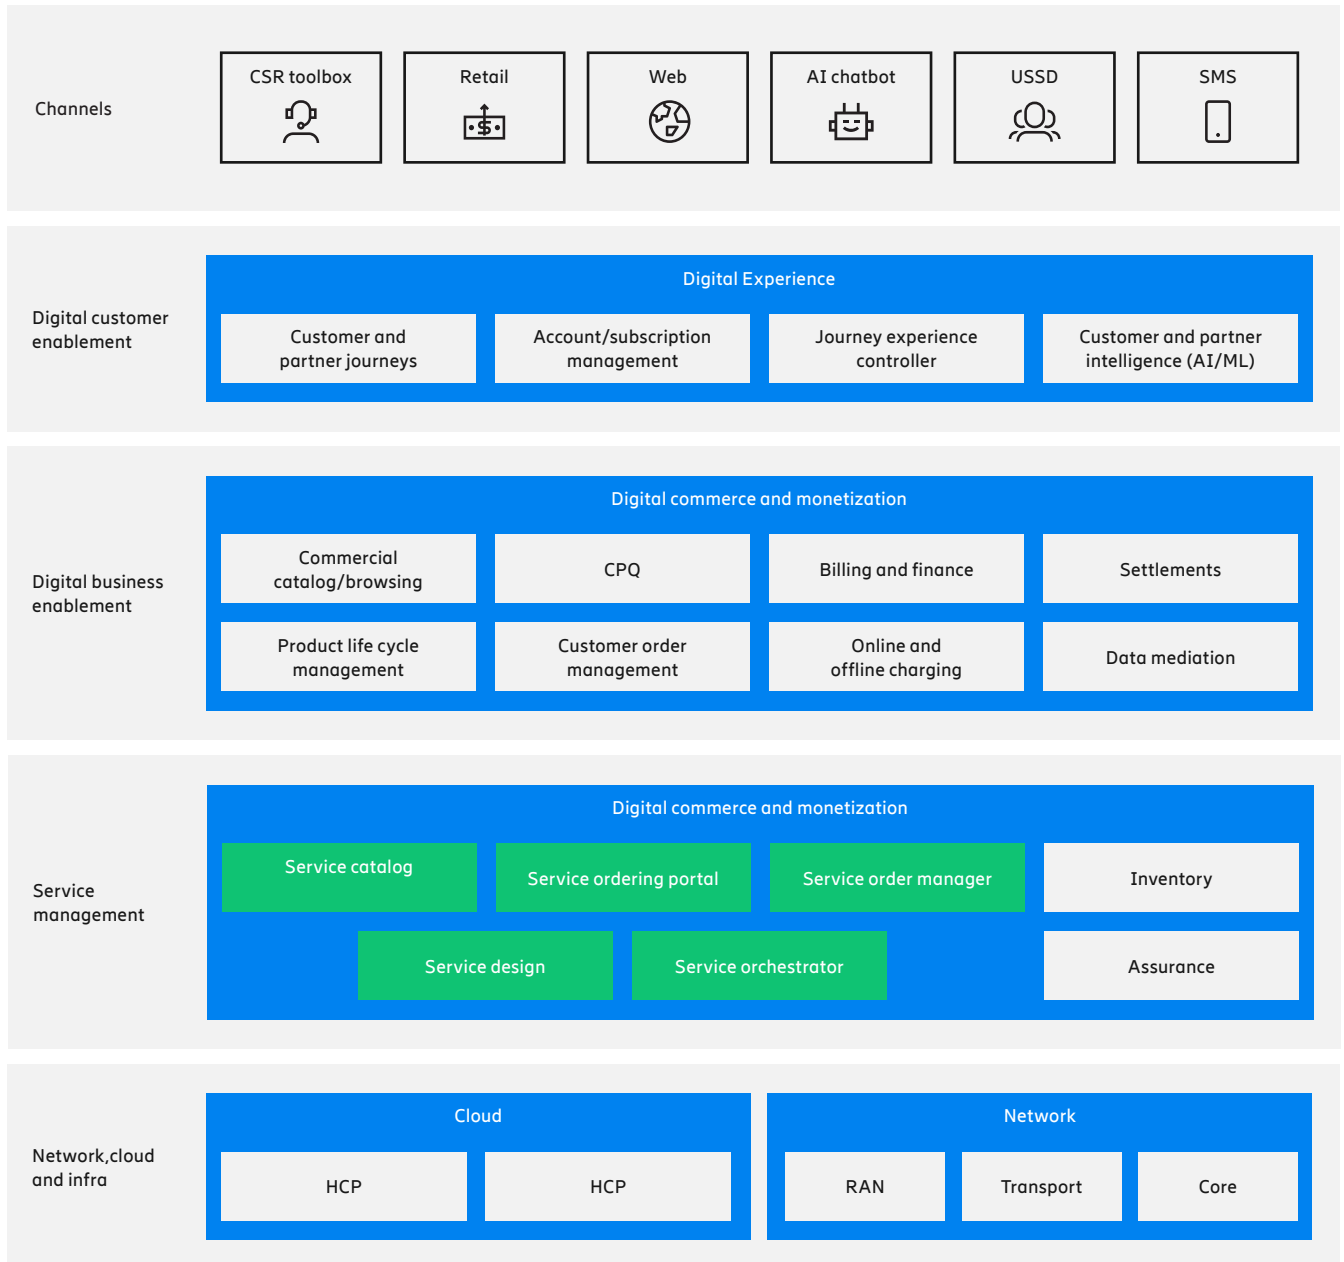 Channels
CSR toolbox
Retail
$
Web
AI chatbot
USSD
SMS
Digital customer
enablement
Digital Experience
Customer and
partner journeys
Account/subscription
management
Journey experience
controller
Customer and partner
intelligence (AI/ML)
Digital business
enablement
Digital commerce and monetization
Commercial
catalog/browsing
CPQ
Billing and finance
Settlements
Product life cycle
management
Customer order
management
Online and
offline charging
Data mediation
Service
management
Digital commerce and monetization
Service catalog
Service ordering portal
Service order manager
Inventory
Service design
Service orchestrator
Assurance
Network,cloud
and infra
Cloud
HCP
HCP
Network
RAN
Transport
Core